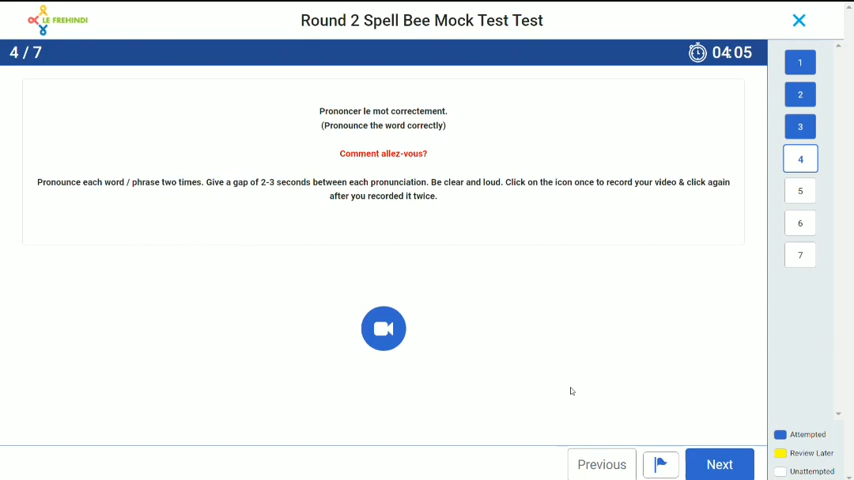 LE FREHINDI
Round 2 Spell Bee Mock Test Test
4 / 7
04:05
Prononcer le mot correctement.
(Pronounce the word correctly)
Comment allez-vous?
Pronounce each word / phrase two times. Give a gap of 2-3 seconds between each pronunciation. Be clear and loud. Click on the icon once to record your video & click again
after you recorded it twice.
1
2
3
4
5
6
7
Attempted
Review Later
Unattempted
Previous
Next